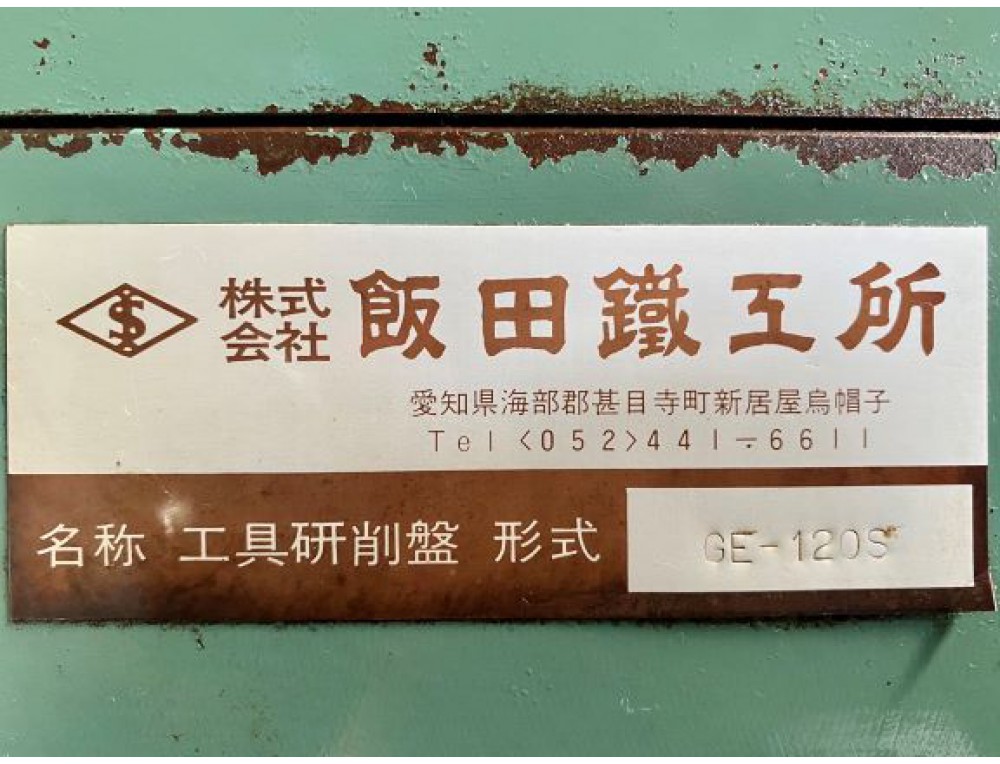 株式会社 飯田鐵工所
愛知県海部郡甚目寺町新居屋烏帽子
Tel <052>441-6611
名称 工具研削盤 形式 GE-120S